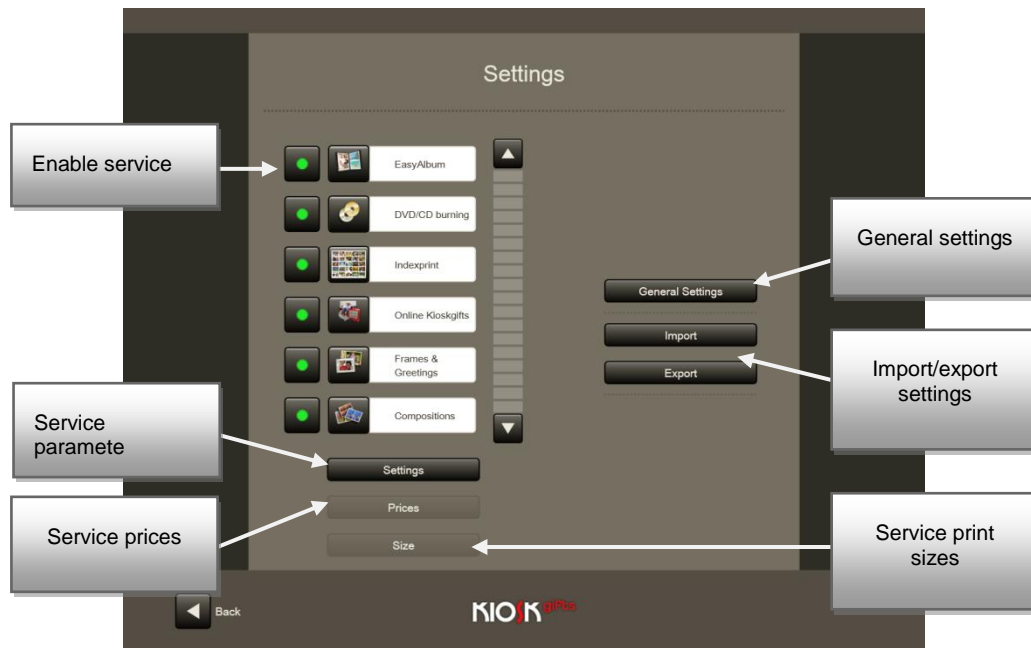 Settings
Enable service
EasyAlbum
DVD/CD burning
Indexprint
Online Kioskgifts
Frames &
Greetings
Compositions
Settings
Prices
Size
Service
paramete
Service prices
General Settings
Import
Export
General settings
Import/export
settings
Service print
sizes
Back
KIOSK gifts